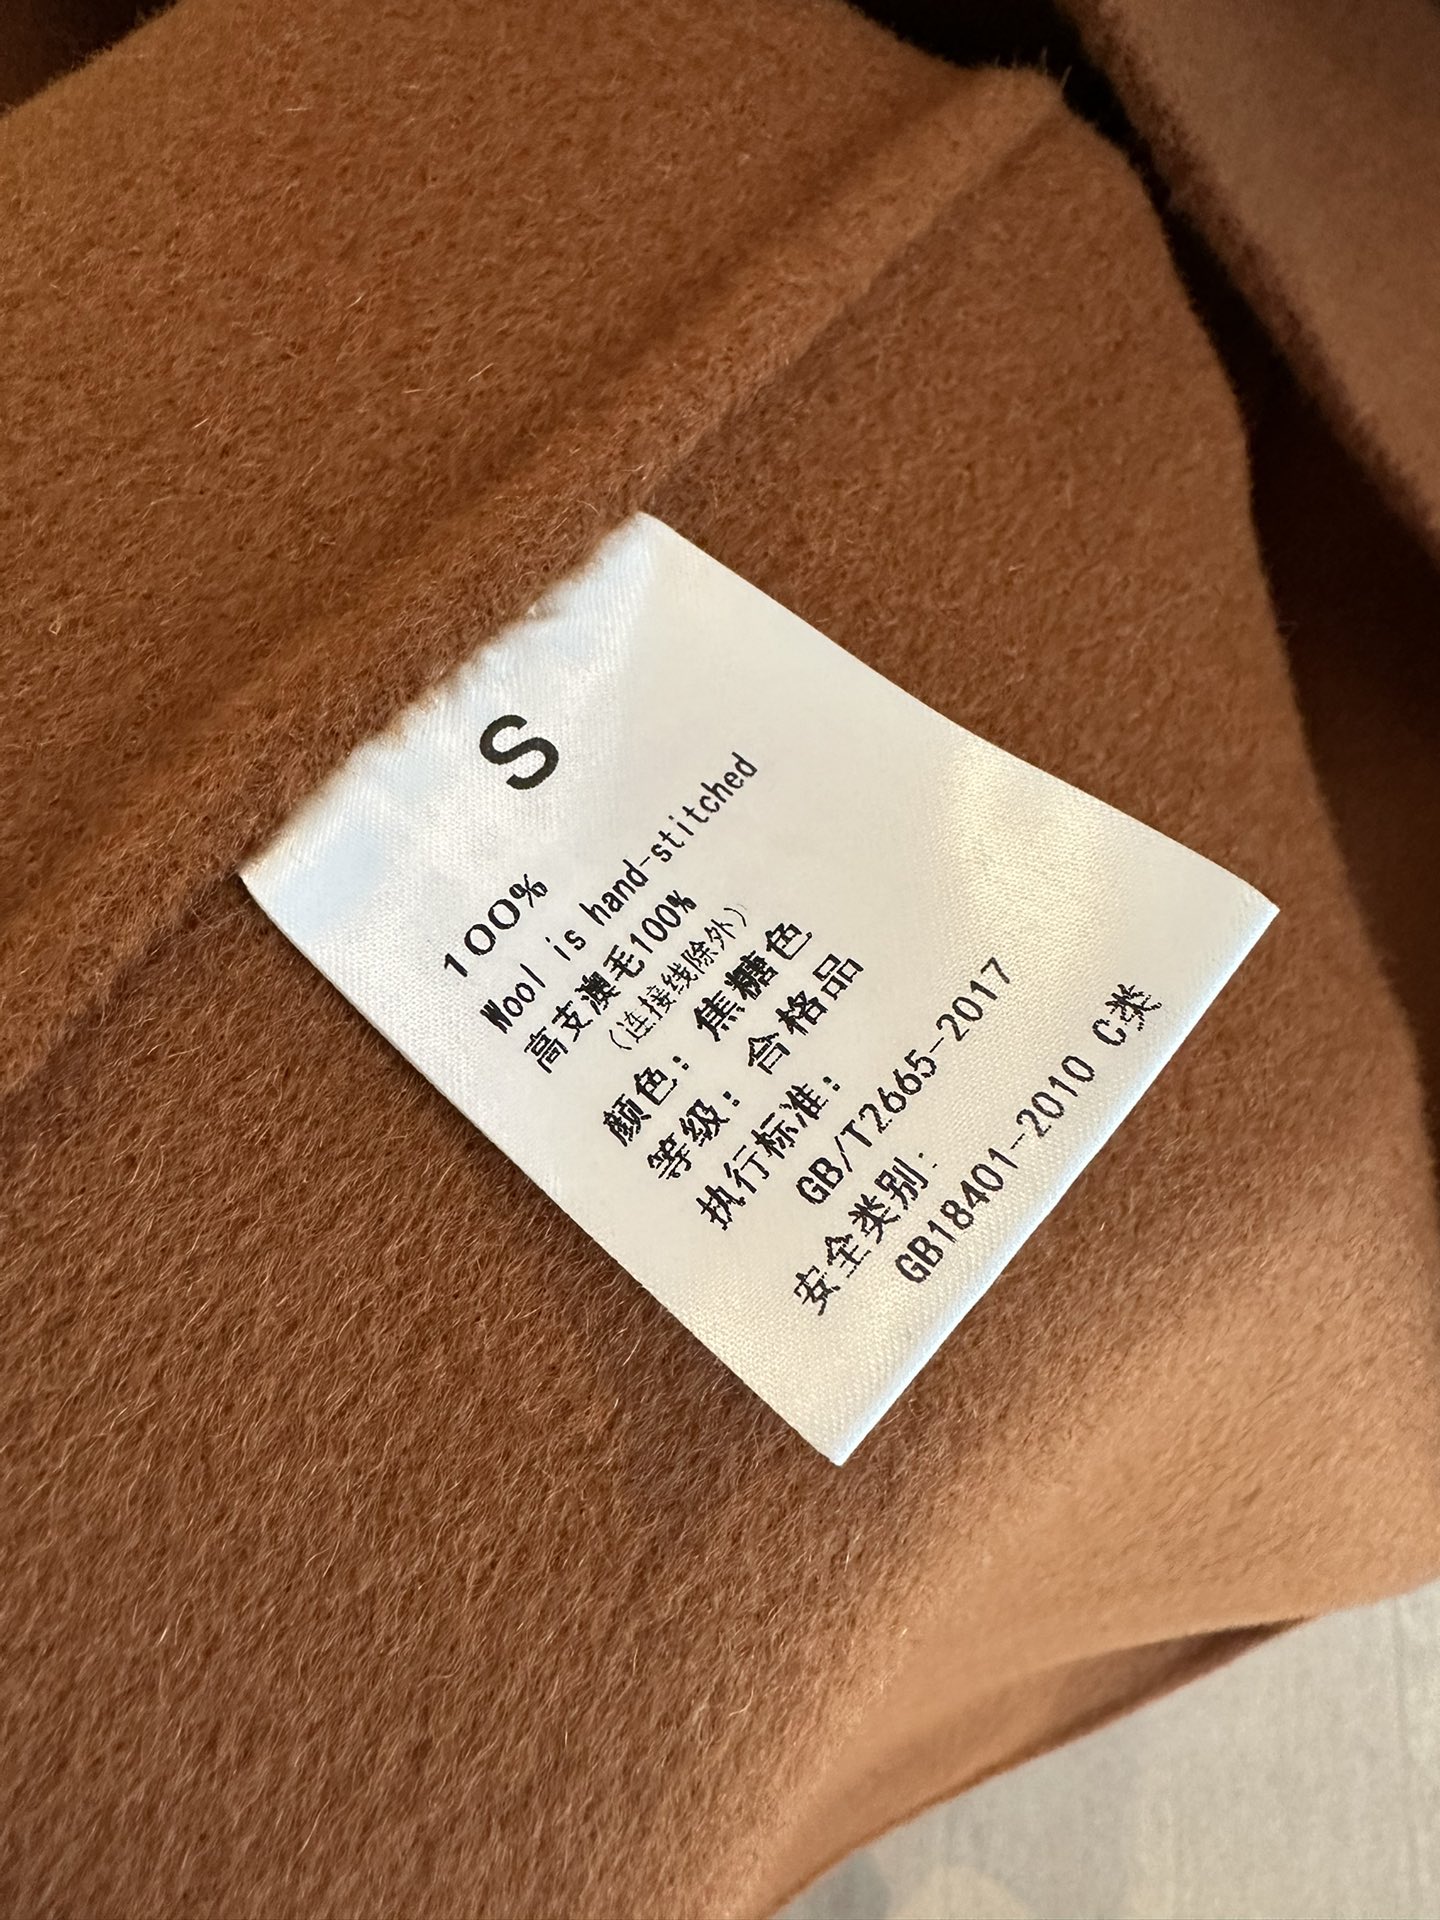 S
100%
Wool is hand-stitched
高支澳毛100%
(连接线除外)
颜色: 焦糖色
等级: 合格品
执行标准:
GB/T2665-2017
安全类别:
GB18401-2010 C类